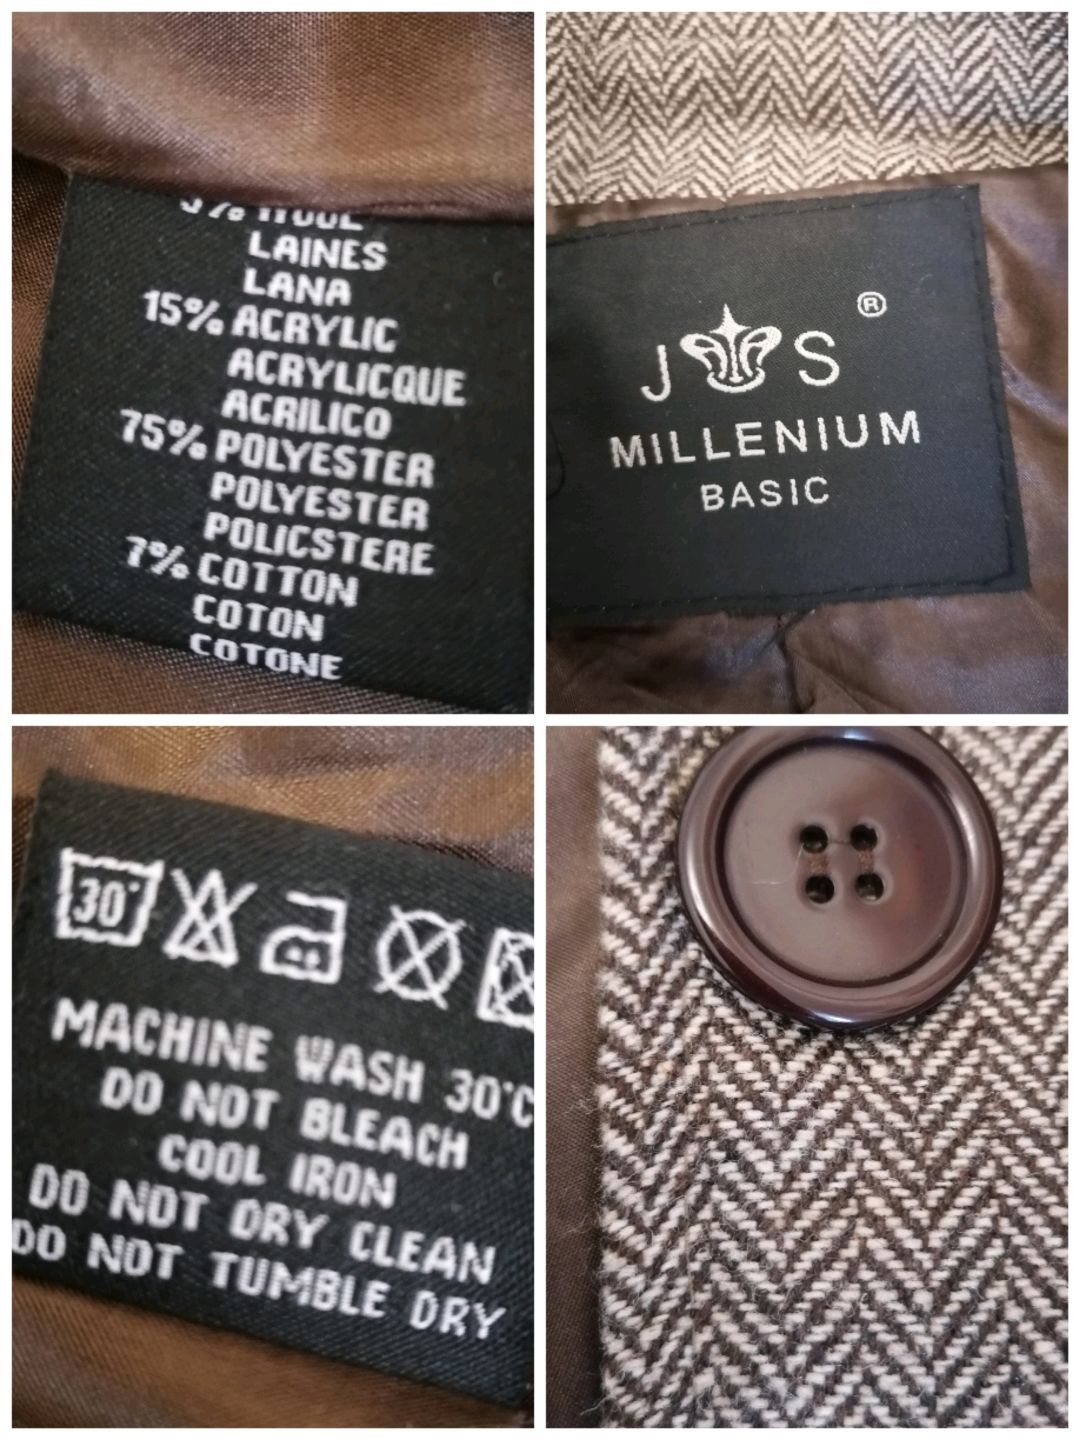 LAINES
LANA
15% ACRYLIC
ACRYLICQUE
ACRILICO
75% POLYESTER
POLYESTER
POLICSTERE
7% COTTON
COTON
COTONE
®
J S
MILLENIUM
BASIC
30°
MACHINE WASH 30°C
DO NOT BLEACH
COOL IRON
DO NOT DRY CLEAN
DO NOT TUMBLE DRY